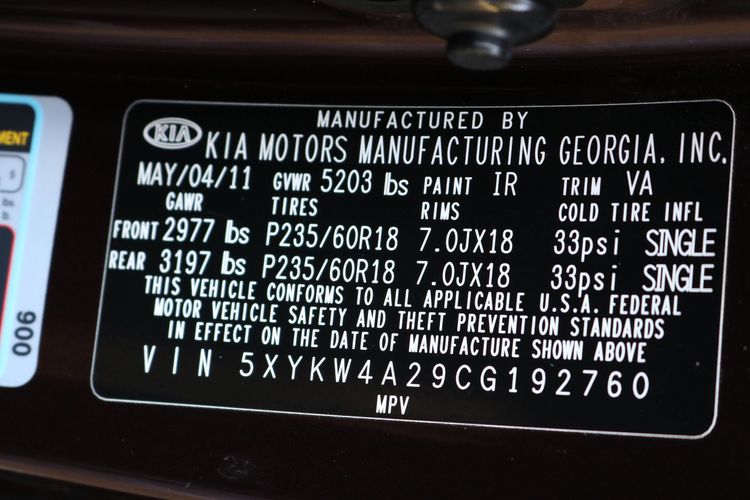 MANUFACTURED BY
KIA KIA MOTORS MANUFACTURING GEORGIA, INC.
MAY/04/11 GVWR 5203 lbs PAINT IR TRIM VA
GAWR TIRES RIMS COLD TIRE INFL
FRONT 2977 lbs P235/60R18 7.0JX18 33psi SINGLE
REAR 3197 lbs P235/60R18 7.0JX18 33psi SINGLE
THIS VEHICLE CONFORMS TO ALL APPLICABLE U.S.A. FEDERAL
MOTOR VEHICLE SAFETY AND THEFT PREVENTION STANDARDS
IN EFFECT ON THE DATE OF MANUFACTURE SHOWN ABOVE
VIN 5XYKW4A29CG192760
MPV
006